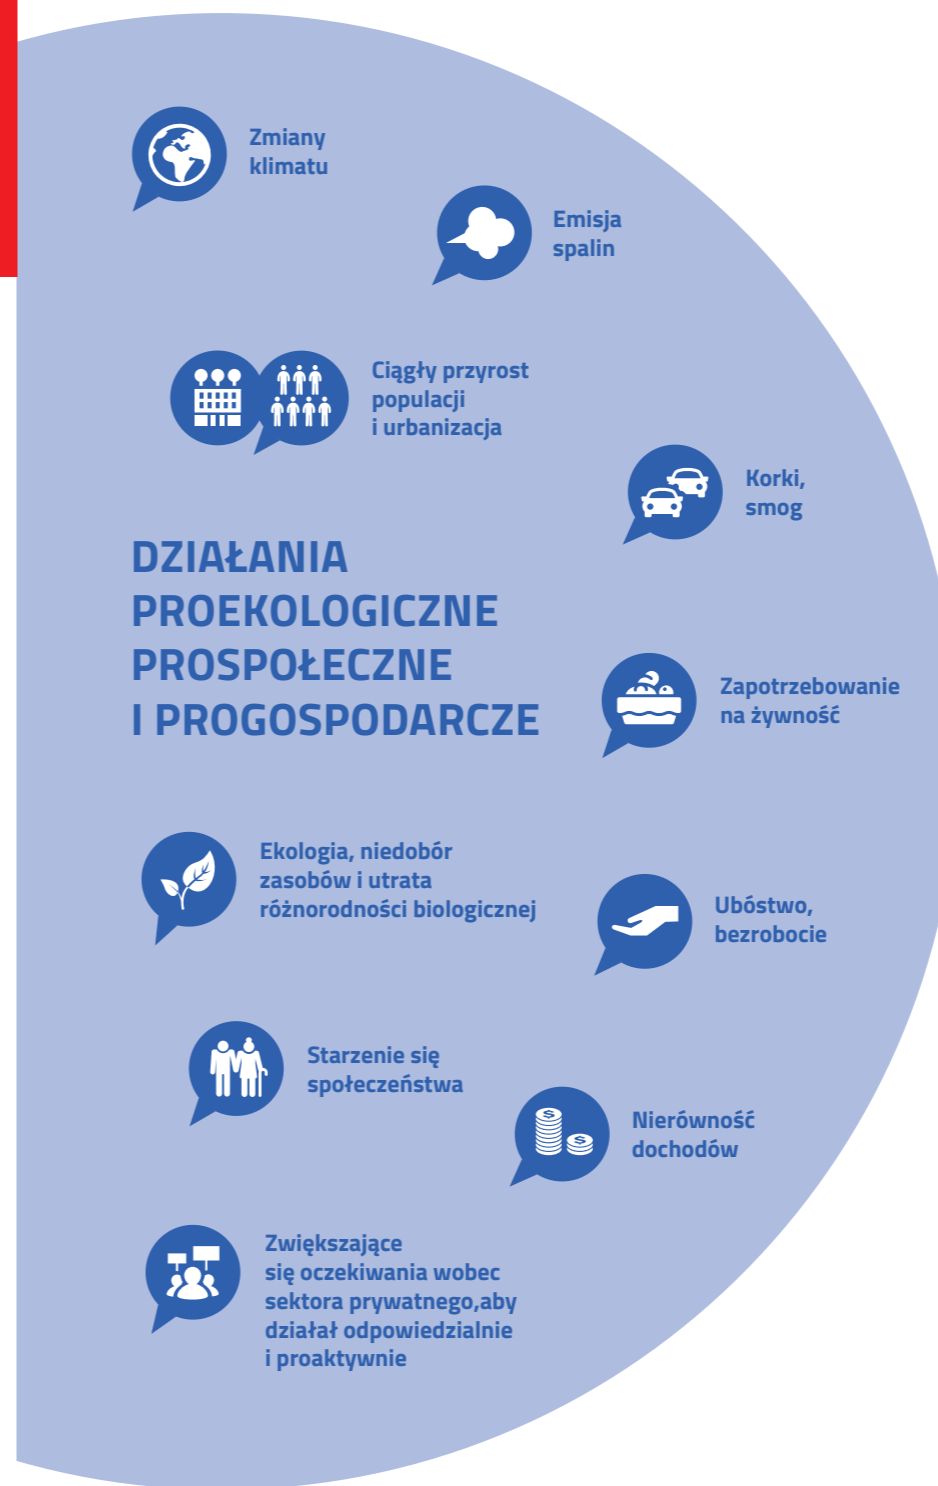 Zmiany
klimatu
Emisja
spalin
Ciągły przyrost
populacji
i urbanizacja
Korki,
smog
DZIAŁANIA
PROEKOLOGICZNE
PROSPOŁECZNE
I PROGOSPODARCZE
Zapotrzebowanie
na żywność
Ekologia, niedobór
zasobów i utrata
różnorodności biologicznej
Ubóstwo,
bezrobocie
Starzenie się
społeczeństwa
Nierówność
dochodów
Zwiększające
się oczekiwania wobec
sektora prywatnego,aby
działał odpowiedzialnie
i proaktywnie